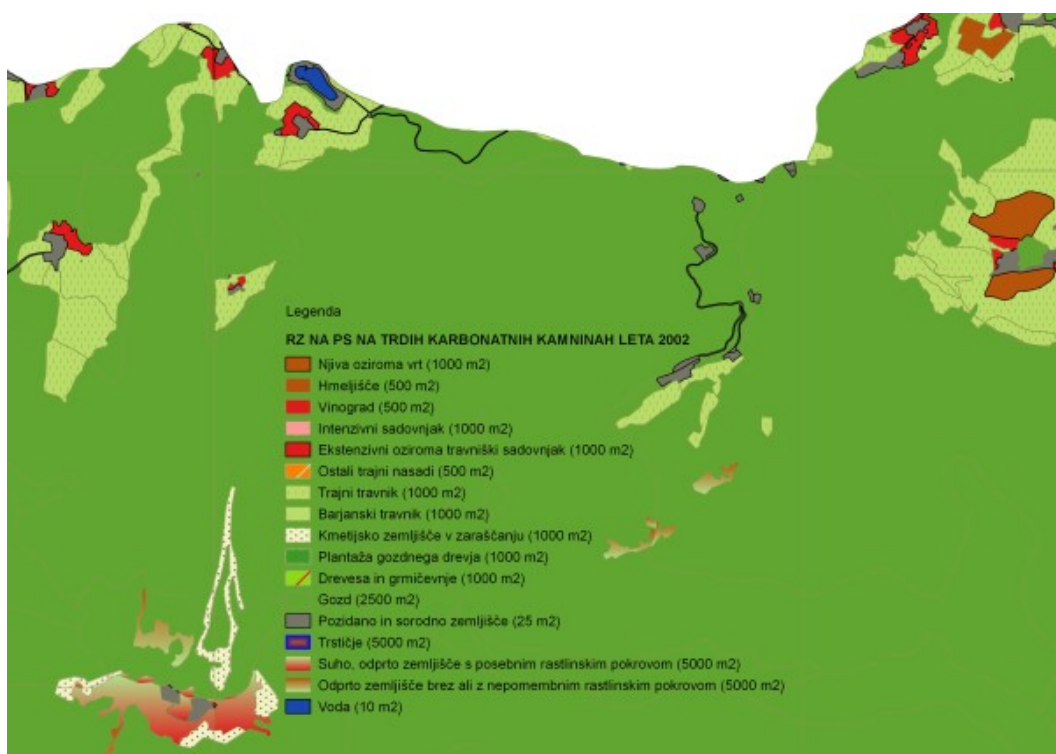 Legenda
RZ NA PS NA TRDIH KARBONATNIH KAMNINAH LETA 2002
Njiva oziroma vrt (1000 m2)
Hmeljišče (500 m2)
Vinograd (500 m2)
Intenzivni sadovnjak (1000 m2)
Ekstenzivni oziroma travniški sadovnjak (1000 m2)
Ostali trajni nasadi (500 m2)
Trajni travnik (1000 m2)
Barjanski travnik (1000 m2)
Kmetijsko zemljišče v zaraščanju (1000 m2)
Plantaža gozdnega drevja (1000 m2)
Drevesa in grmičevnje (1000 m2)
Gozd (2500 m2)
Pozidano in sorodno zemljišče (25 m2)
Trstičje (5000 m2)
Suho, odprto zemljišče s posebnim rastlinskim pokrovom (5000 m2)
Odprto zemljišče brez ali z nepomembnim rastlinskim pokrovom (5000 m2)
Voda (10 m2)